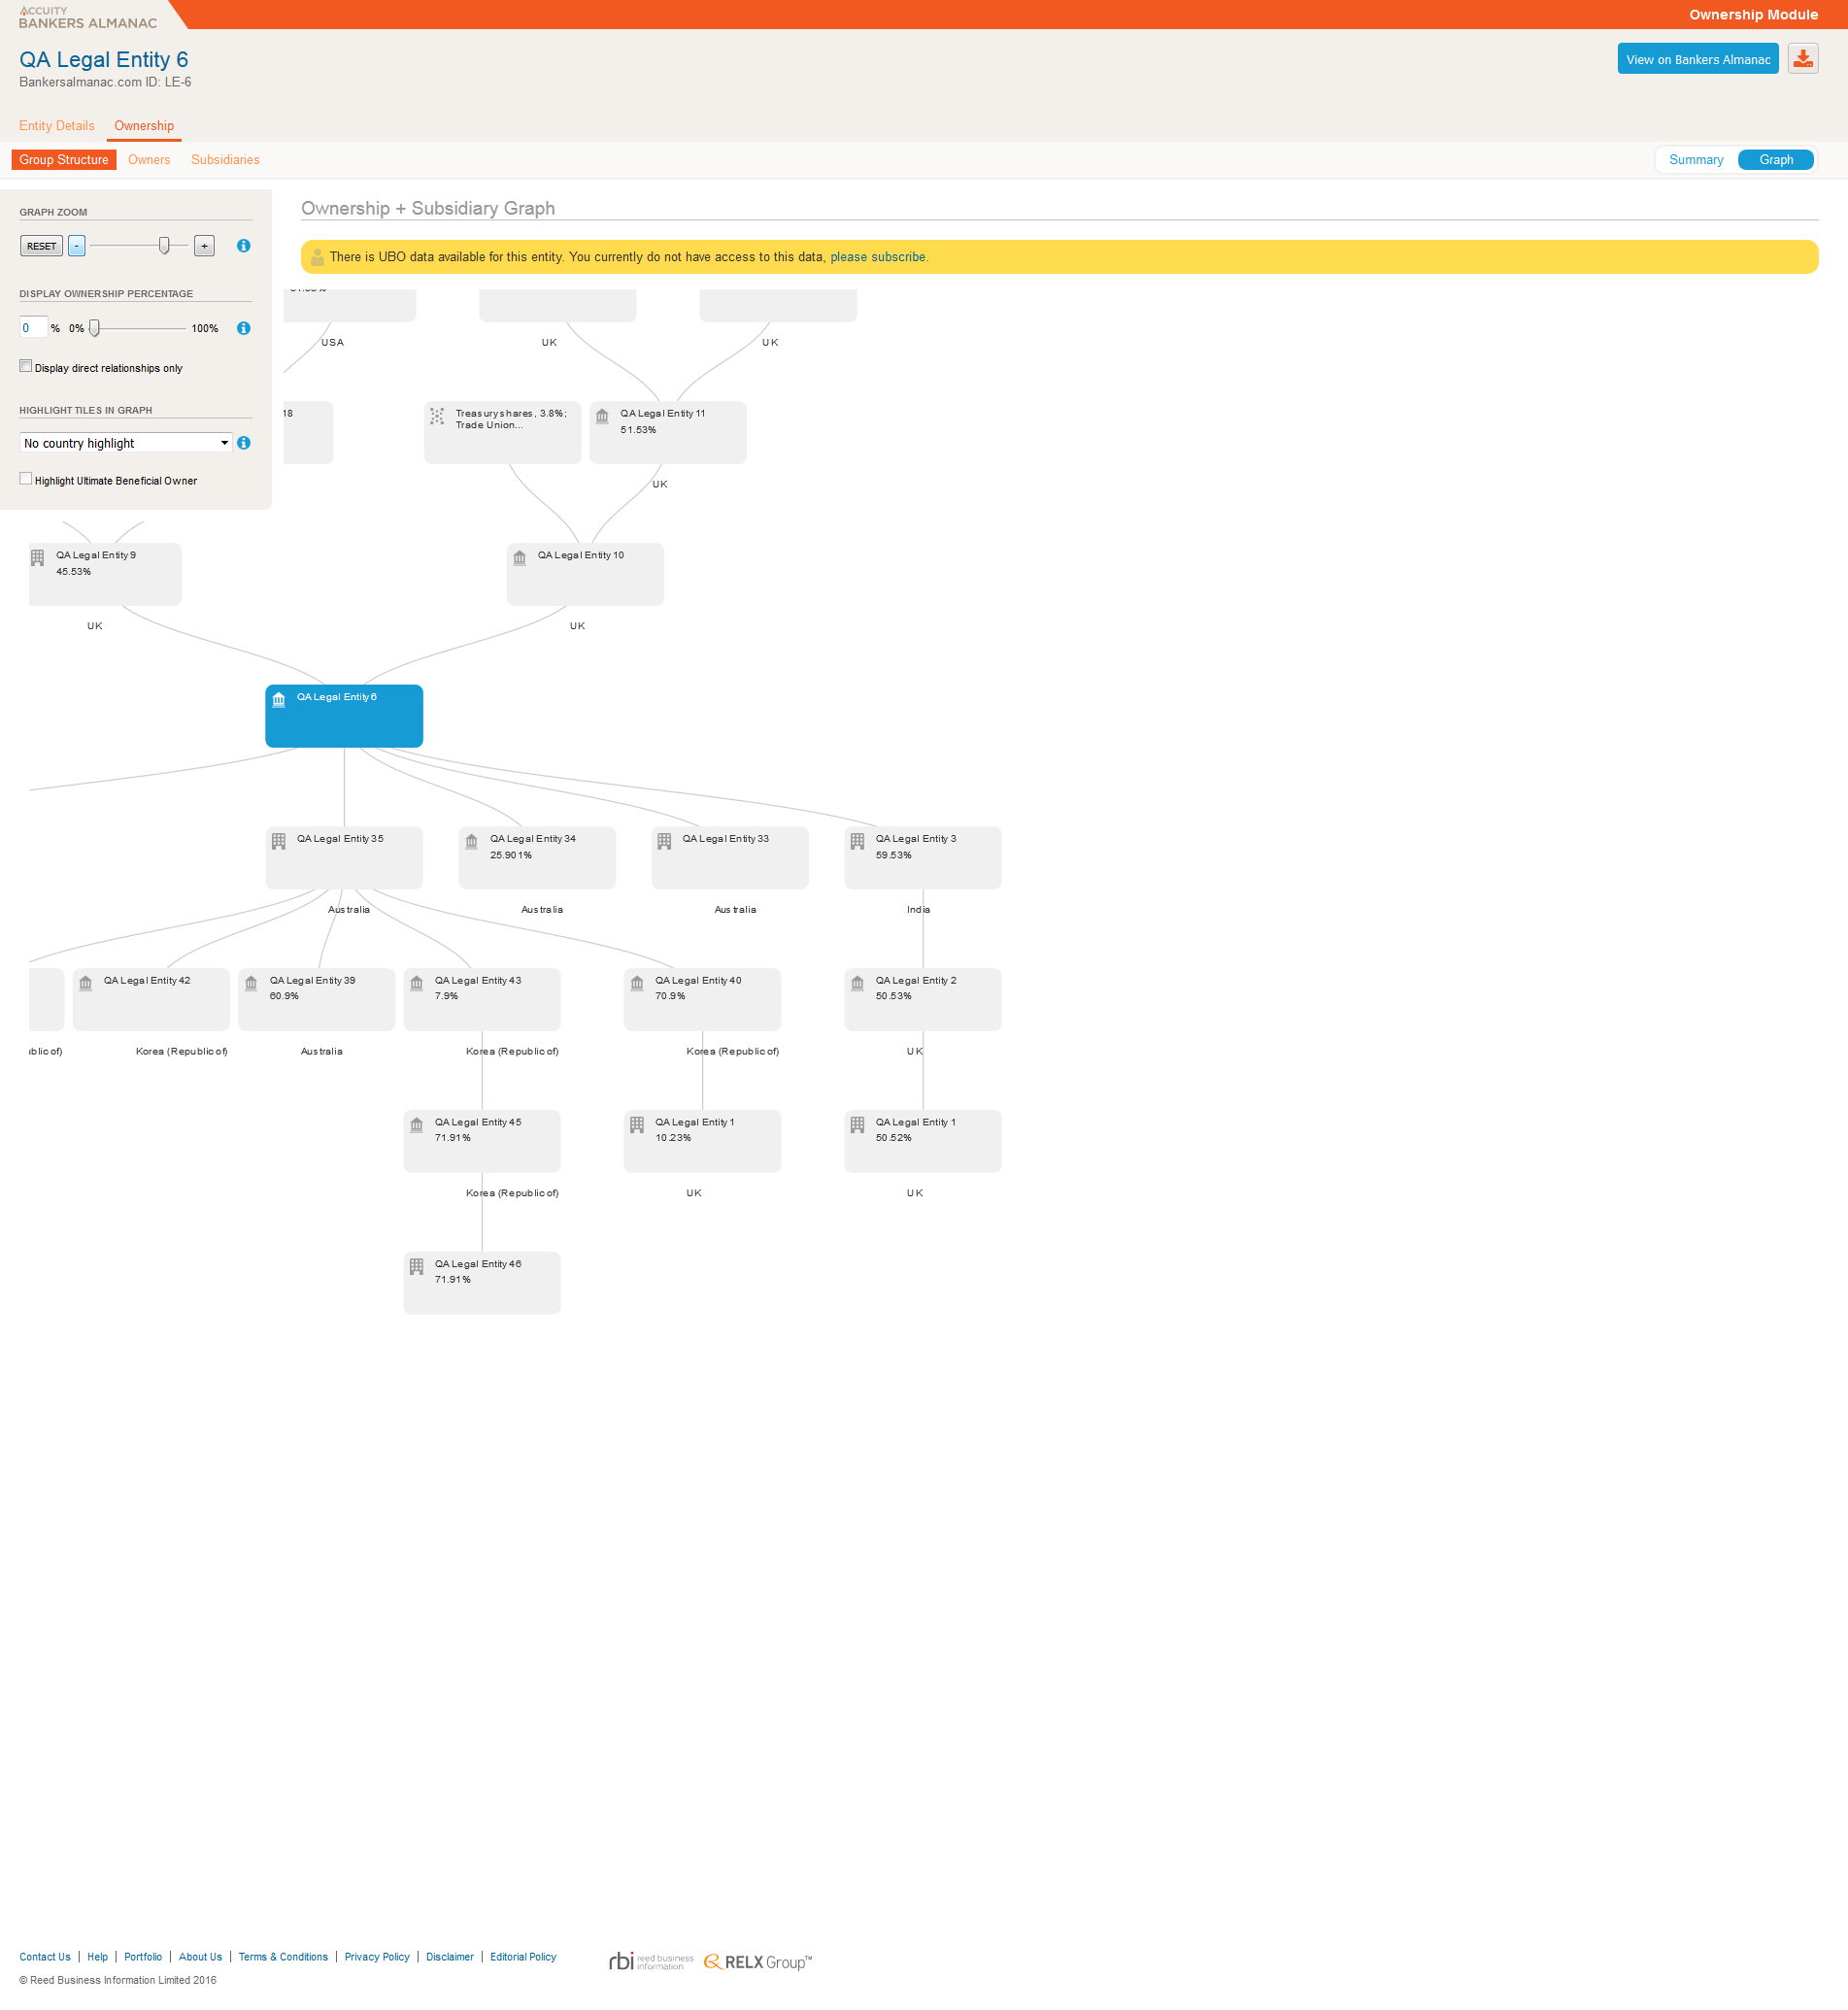 ACCUITY
BANKERS ALMANAC
Ownership Module
QA Legal Entity 6
Bankersalmanac.com ID: LE-6
View on Bankers Almanac
Entity Details
Ownership
Group Structure
Owners
Subsidiaries
Summary
Graph
GRAPH ZOOM
RESET
-
+
DISPLAY OWNERSHIP PERCENTAGE
0
%
0%
100%
Display direct relationships only
HIGHLIGHT TILES IN GRAPH
No country highlight
Highlight Ultimate Beneficial Owner
Ownership + Subsidiary Graph
There is UBO data available for this entity. You currently do not have access to this data, please subscribe.
USA
UK
UK
18
Treasury shares, 3.8%;
Trade Union...
QA Legal Entity 11
51.53%
UK
QA Legal Entity 9
45.53%
QA Legal Entity 10
UK
UK
QA Legal Entity 6
QA Legal Entity 35
QA Legal Entity 34
25.901%
QA Legal Entity 33
QA Legal Entity 3
59.53%
Australia
Australia
Australia
India
QA Legal Entity 42
QA Legal Entity 39
60.9%
QA Legal Entity 43
7.9%
QA Legal Entity 40
70.9%
QA Legal Entity 2
50.53%
of)
Korea (Republic of)
Australia
Korea (Republic of)
Korea (Republic of)
UK
QA Legal Entity 45
71.91%
QA Legal Entity 1
10.23%
QA Legal Entity 1
50.52%
Korea (Republic of)
UK
UK
QA Legal Entity 46
71.91%
Contact Us | Help | Portfolio | About Us | Terms & Conditions | Privacy Policy | Disclaimer | Editorial Policy
rbi reed business
information
RELX Group™
© Reed Business Information Limited 2016